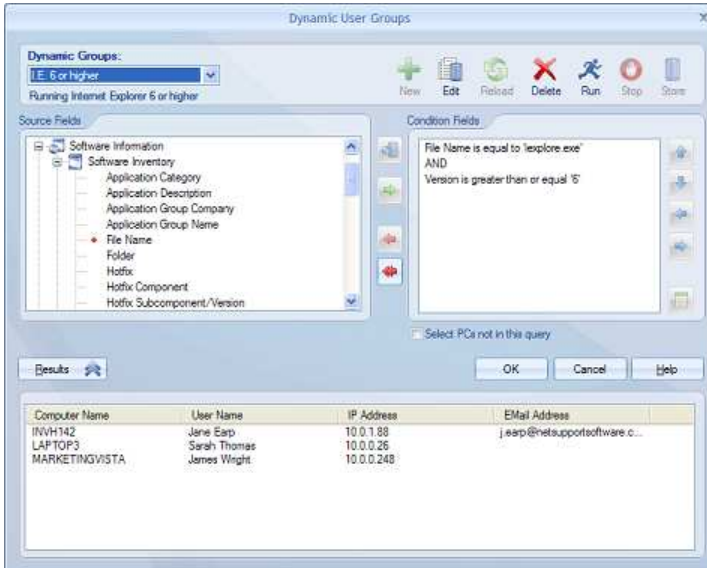 Dynamic User Groups
Dynamic Groups:
I.E. 6 or higher
Running Internet Explorer 6 or higher
New
Edit
Reload
Delete
Run
Stop
Store
Source Fields
Software Information
Software Inventory
Application Category
Application Description
Application Group Company
Application Group Name
File Name
Folder
Hotfix
Hotfix Component
Hotfix Subcomponent/Version
Condition Fields
File Name is equal to 'iexplore.exe'
AND
Version is greater than or equal '6'
Select PCs not in this query
Results
OK
Cancel
Help
Computer Name User Name IP Address EMail Address
INVH142 Jane Earp 10.0.1.88 j.earp@netsupportsoftware.c...
LAPTOP3 Sarah Thomas 10.0.0.26
MARKETINGVISTA James Wright 10.0.0.248